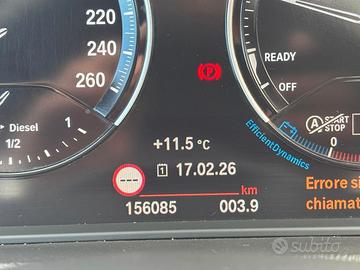 220
240
260
READY
OFF
P
A START STOP
0
EfficientDynamics
Diesel
1
1/2
+11.5 °C
1 17.02.26
---
km
156085 003.9
Errore si
chiamat
subito